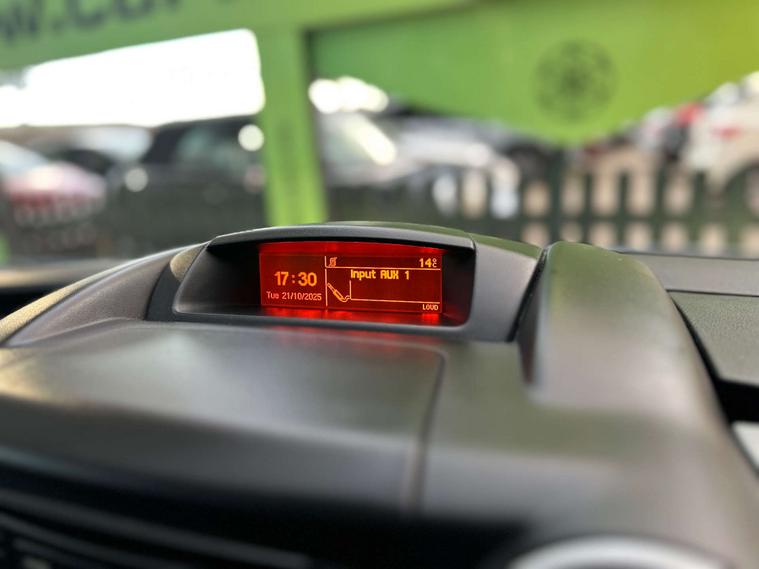 17:30
Tue 21/10/2025
14°C
Input AUX 1
LOUD